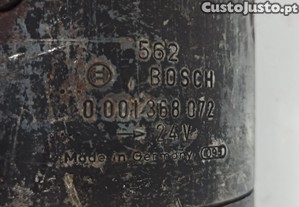 CustoJusto.pt
562
BOSCH
0 001 368 072
24V
Made in Germany